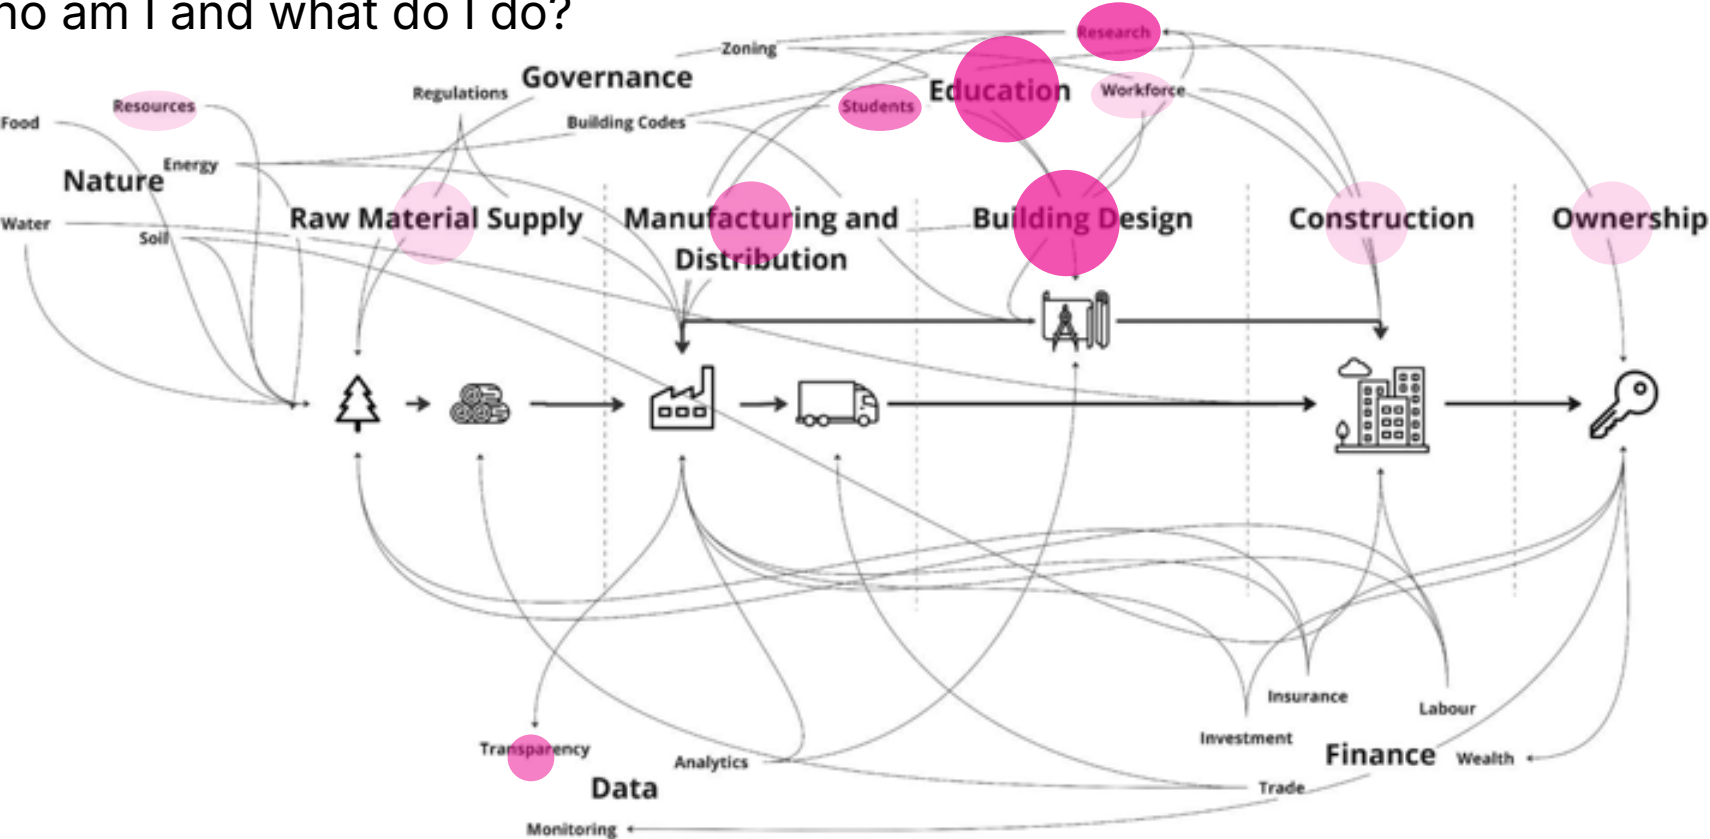 ho am I and what do I do?
Zoning
Research
Governance
Education
Workforce
Regulations
Students
Resources
Building Codes
Food
Energy
Nature
Water
Soil
Raw Material Supply
Manufacturing and
Distribution
Building Design
Construction
Ownership
Transparency
Analytics
Data
Monitoring
Insurance
Labour
Investment
Finance
Wealth
Trade